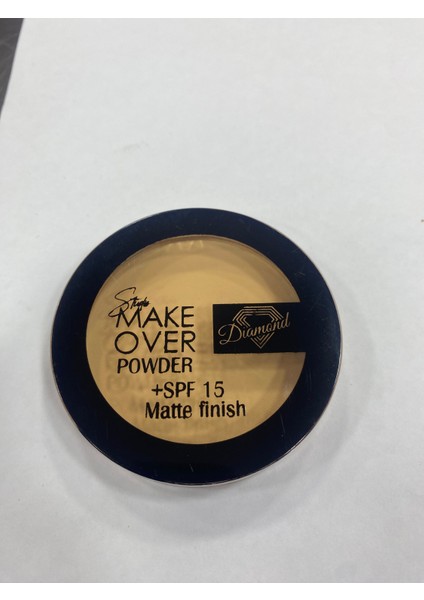 Style
MAKE
OVER
POWDER
+SPF 15
Matte finish
Diamond